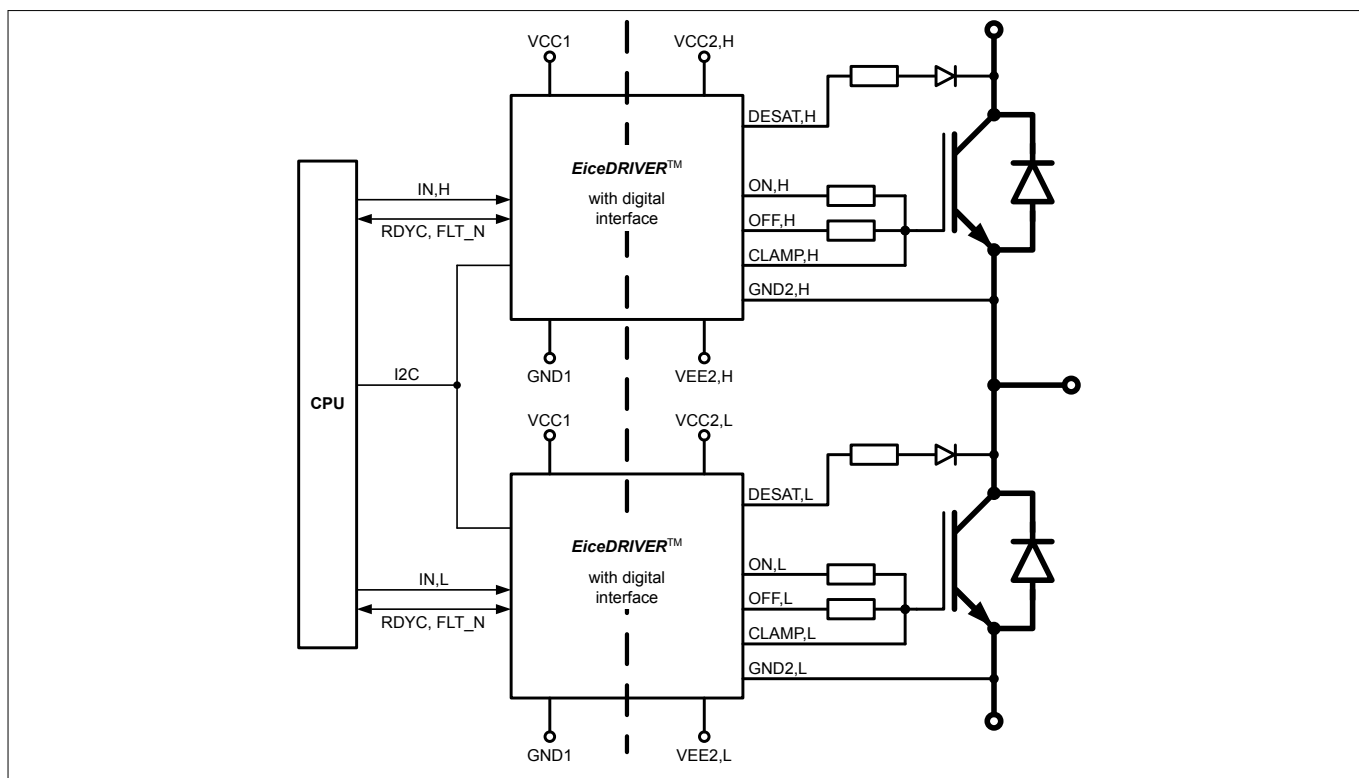 VCC1
VCC2,H
DESAT,H
EiceDRIVER™
with digital
interface
IN,H
RDYC, FLT_N
ON,H
OFF,H
CLAMP,H
GND2,H
GND1
VEE2,H
I2C
CPU
VCC1
VCC2,L
DESAT,L
EiceDRIVER™
with digital
interface
IN,L
RDYC, FLT_N
ON,L
OFF,L
CLAMP,L
GND2,L
GND1
VEE2,L